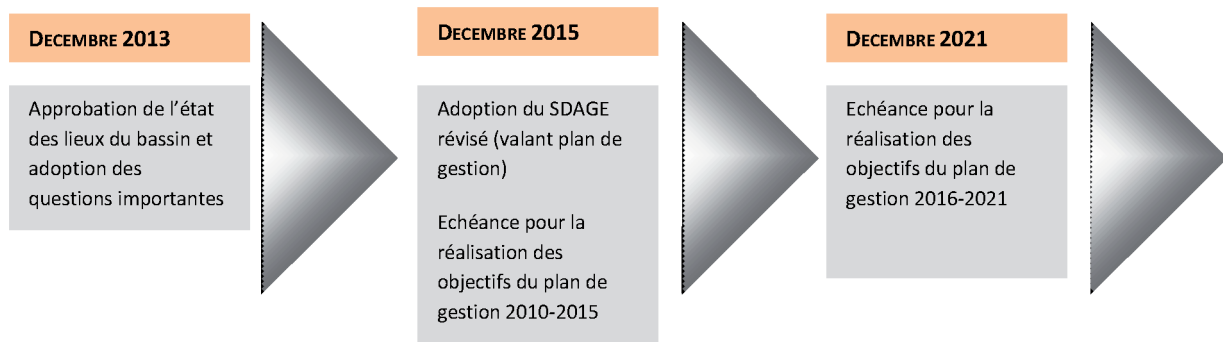 DECEMBRE 2013
Approbation de l'état
des lieux du bassin et
adoption des
questions importantes
DECEMBRE 2015
Adoption du SDAGE
révisé (valant plan de
gestion)
Echéance pour la
réalisation des
objectifs du plan de
gestion 2010-2015
DECEMBRE 2021
Echéance pour la
réalisation des
objectifs du plan de
gestion 2016-2021